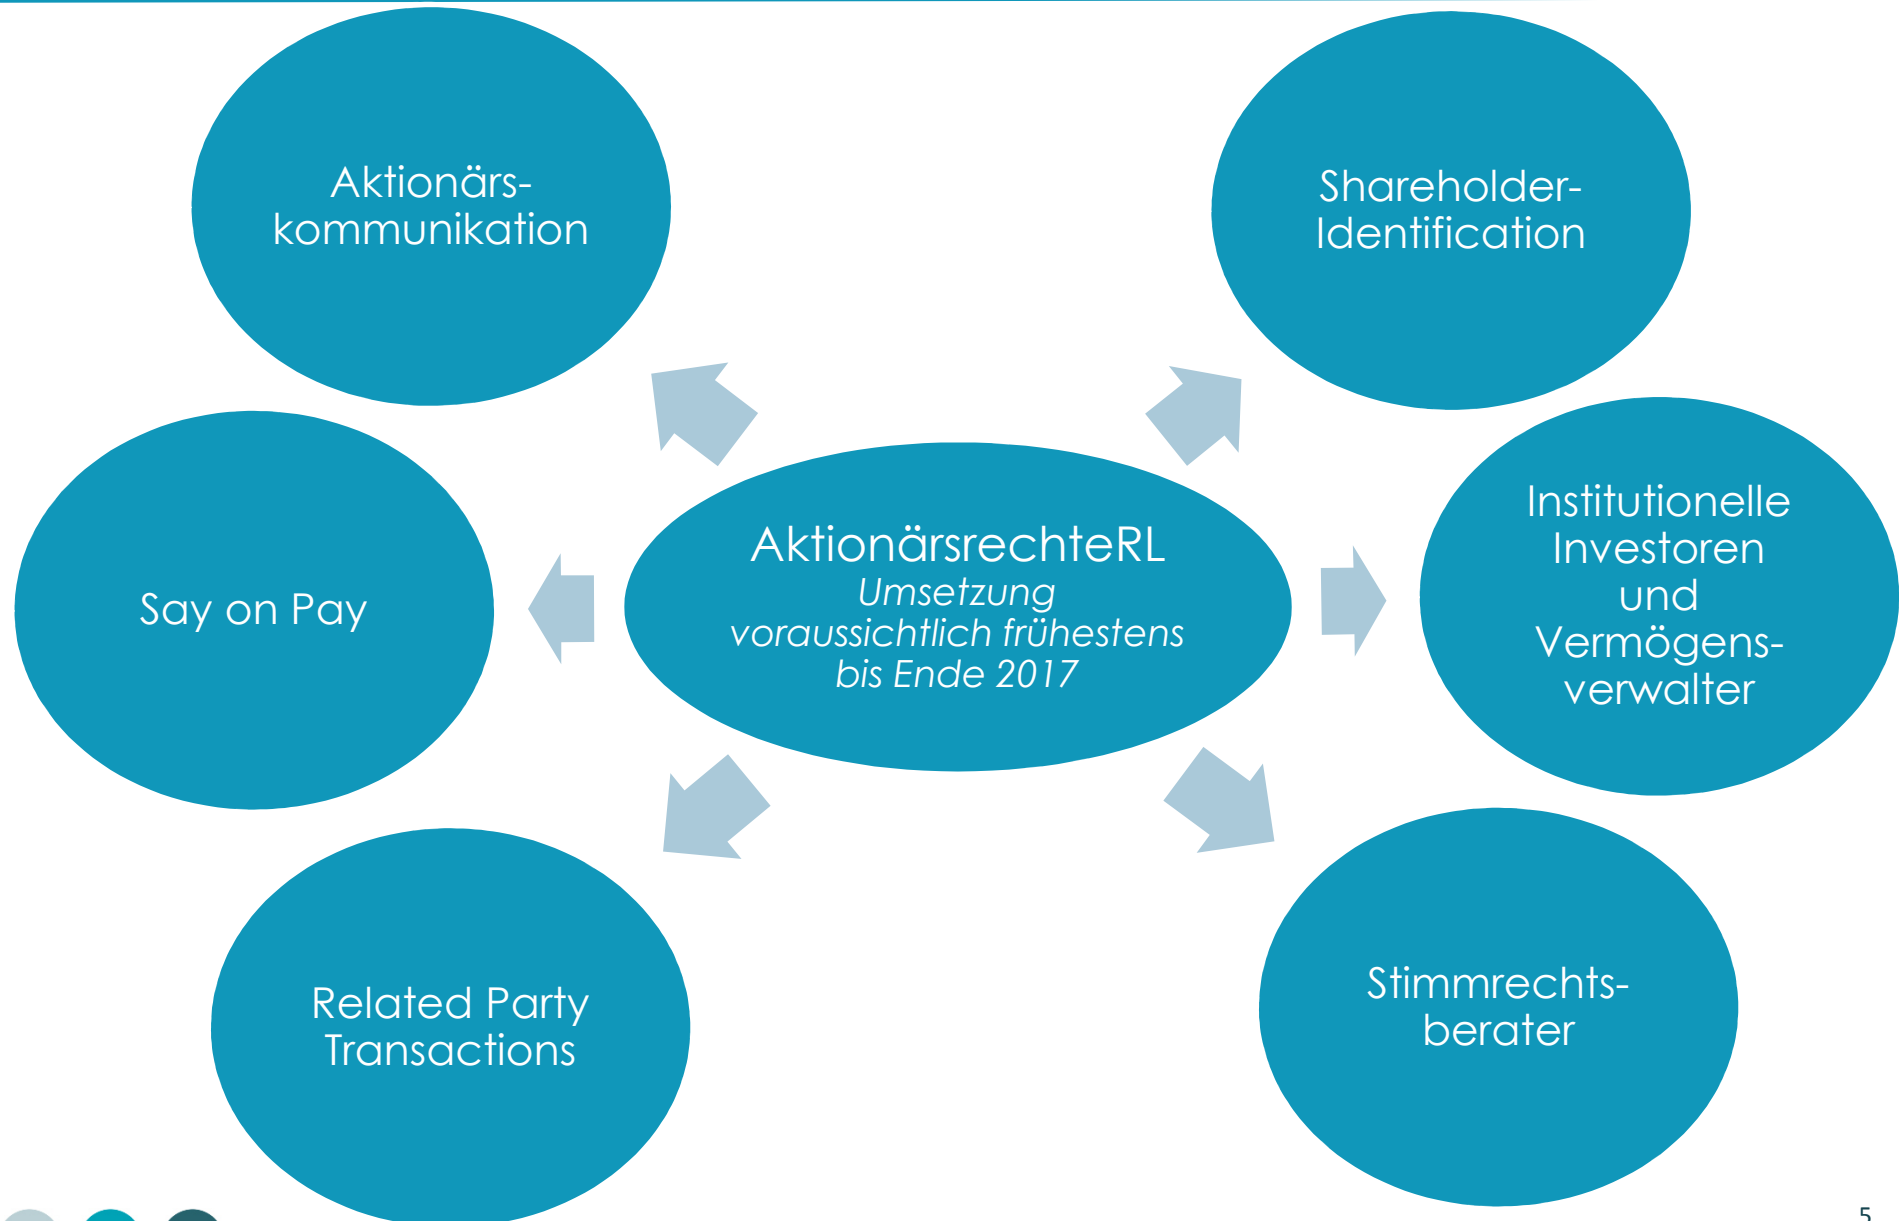 Aktionärs-
kommunikation
Shareholder-
Identification
Say on Pay
AktionärsrechteRL
Umsetzung
voraussichtlich frühestens
bis Ende 2017
Institutionelle
Investoren
und
Vermögens-
verwalter
Related Party
Transactions
Stimmrechts-
berater
5